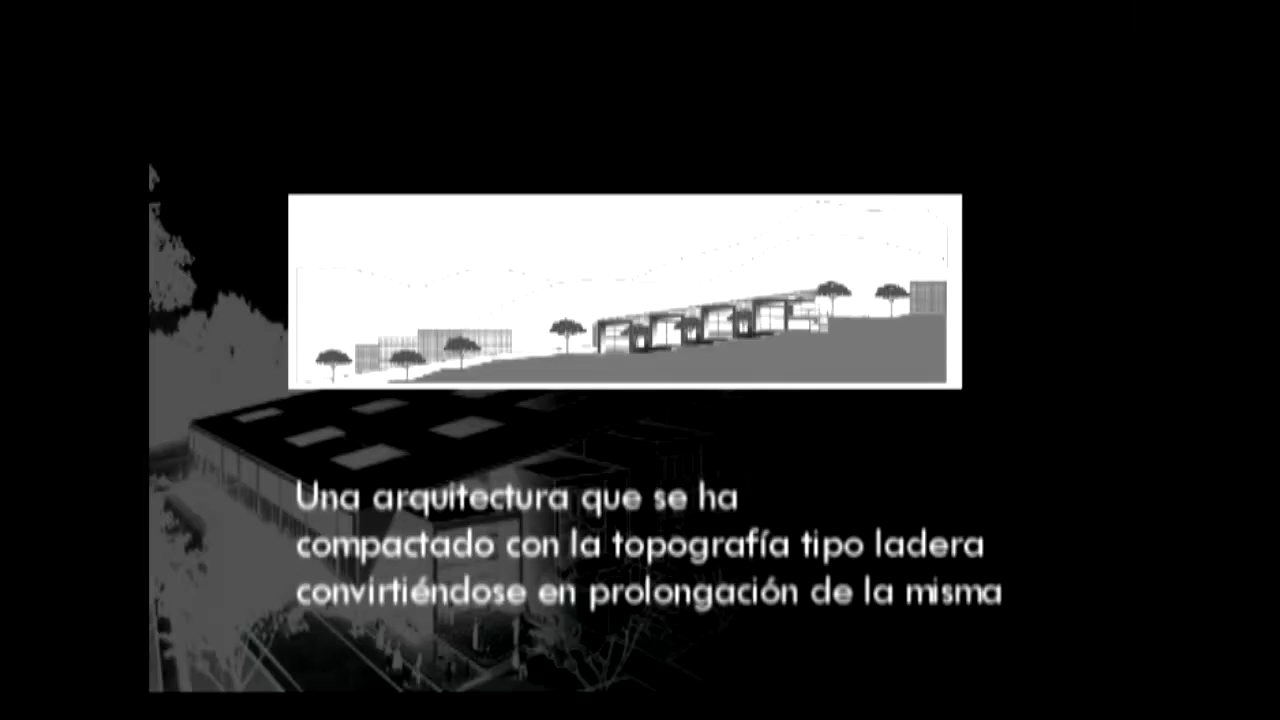 Una arquitectura que se ha
compactado con la topografía tipo ladera
convirtiéndose en prolongación de la misma